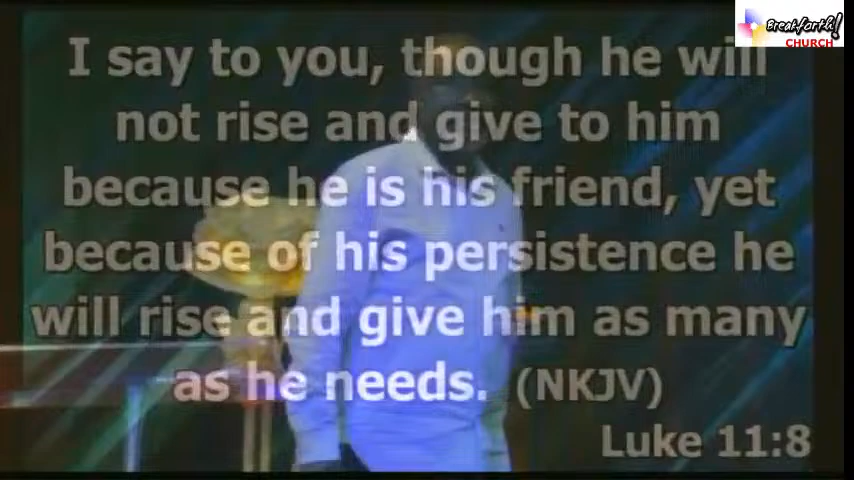 Breakforth!
CHURCH
I say to you, though he will
not rise and give to him
because he is his friend, yet
because of his persistence he
will rise and give him as many
as he needs. (NKJV)
Luke 11:8